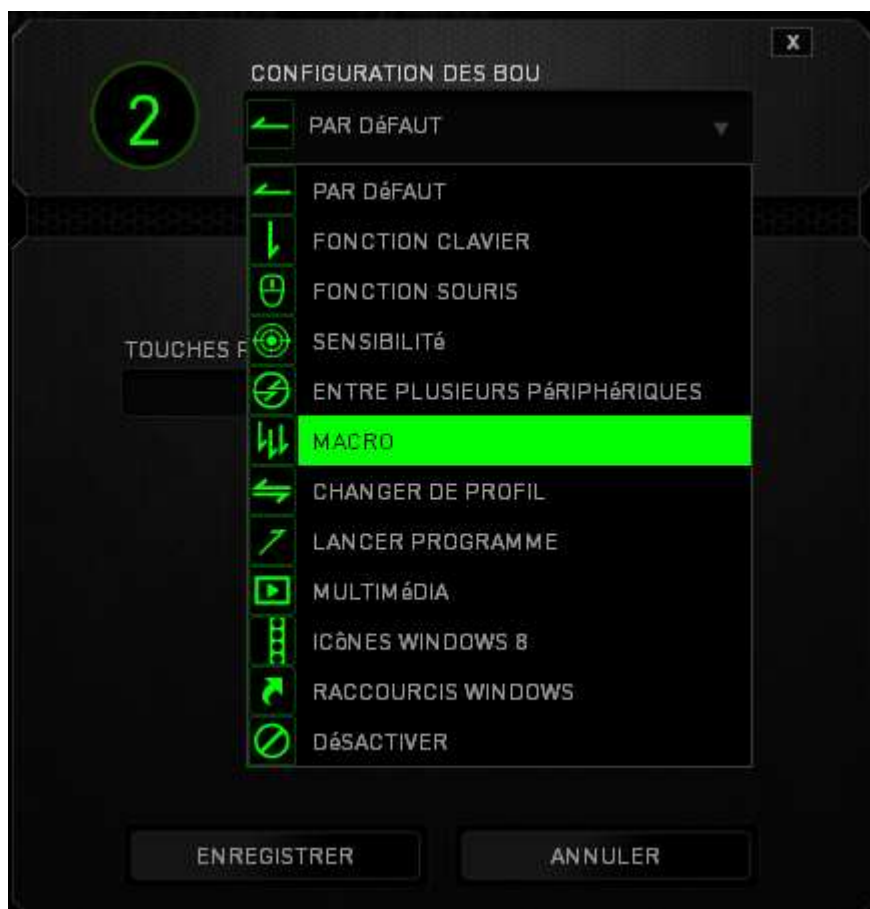 X
CONFIGURATION DES BOU
2
PAR DéFAUT
PAR DéFAUT
FONCTION CLAVIER
FONCTION SOURIS
SENSIBILITé
TOUCHES
ENTRE PLUSIEURS PéRIPHéRIQUES
MACRO
CHANGER DE PROFIL
LANCER PROGRAMME
MULTIMéDIA
ICôNES WINDOWS 8
RACCOURCIS WINDOWS
DéSACTIVER
ENREGISTRER
ANNULER